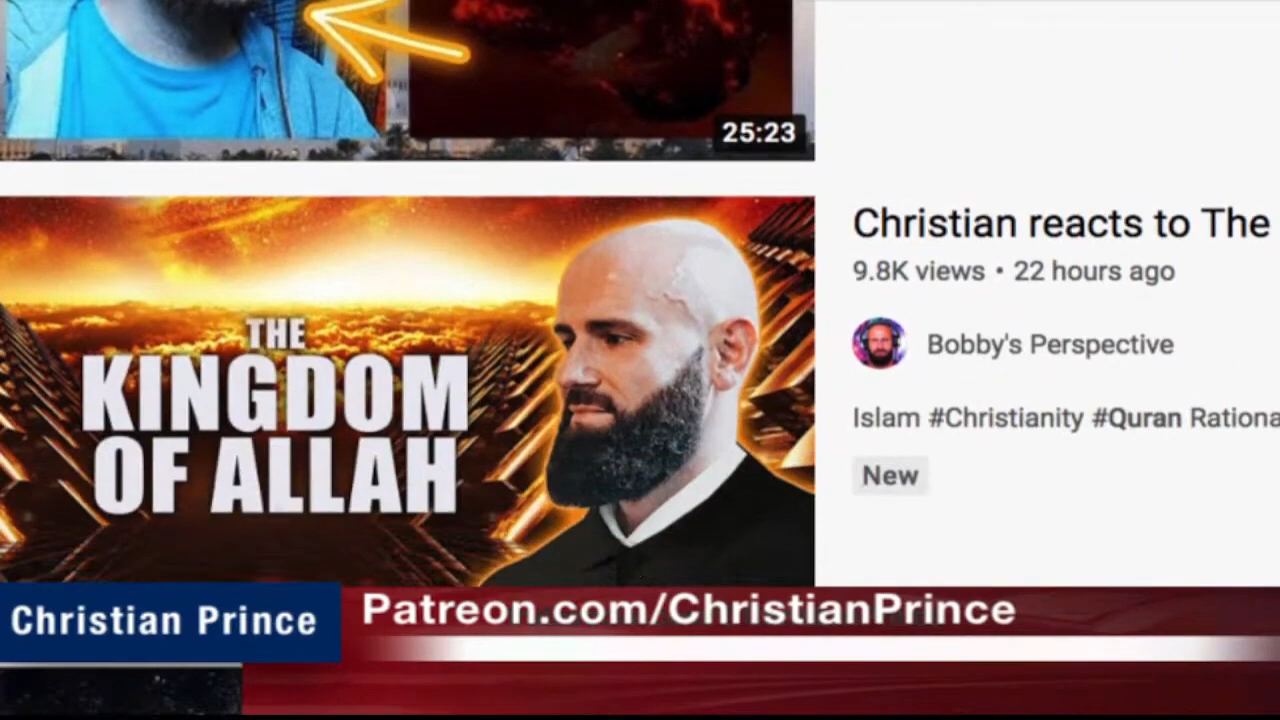 25:23
THE
KINGDOM
OF ALLAH
Christian reacts to The
9.8K views • 22 hours ago
Bobby's Perspective
Islam #Christianity #Quran Rationa
New
Christian Prince
Patreon.com/ChristianPrince